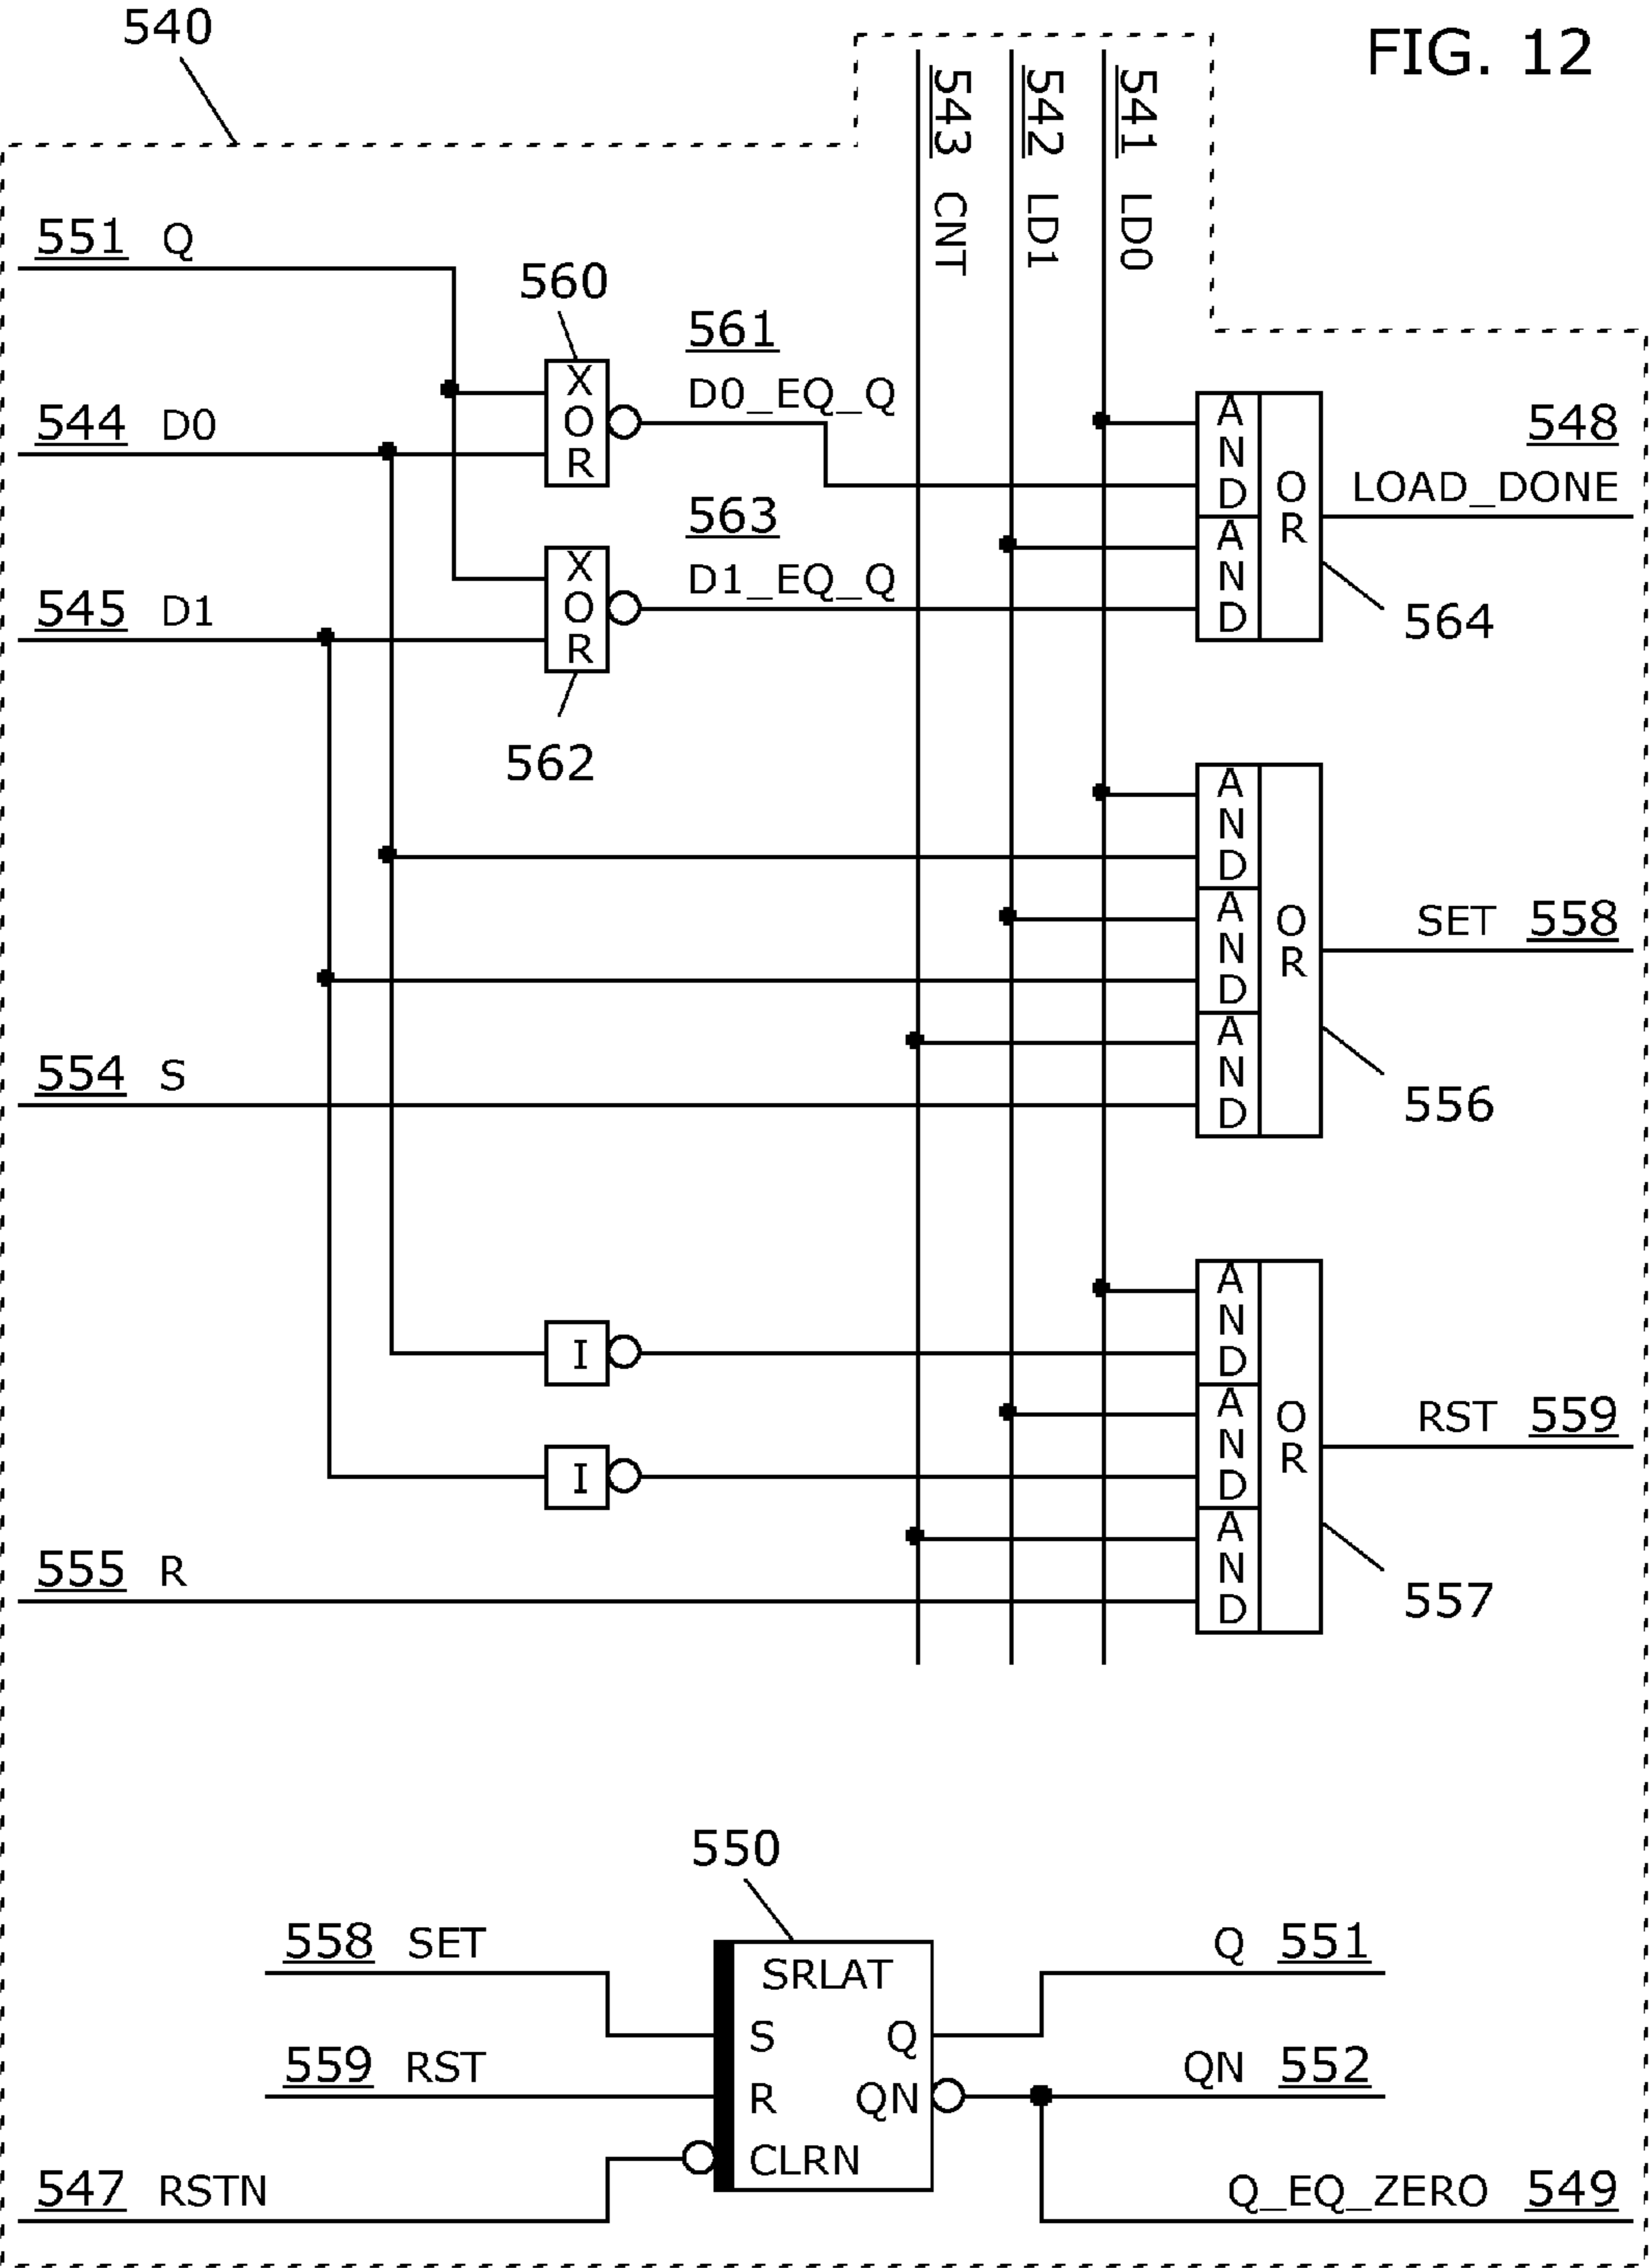 FIG. 12
540
543 CNT
542 LD1
541 LD0
551 Q
560
561
D0_EQ_Q
544 D0
XOR
563
D1_EQ_Q
545 D1
XOR
562
AND
AND
OR
548
LOAD_DONE
564
AND
AND
AND
OR
SET 558
554 S
556
I
I
AND
AND
AND
OR
RST 559
555 R
557
550
558 SET
559 RST
547 RSTN
SRLAT
S Q
R QN
CLRN
Q 551
QN 552
Q_EQ_ZERO 549